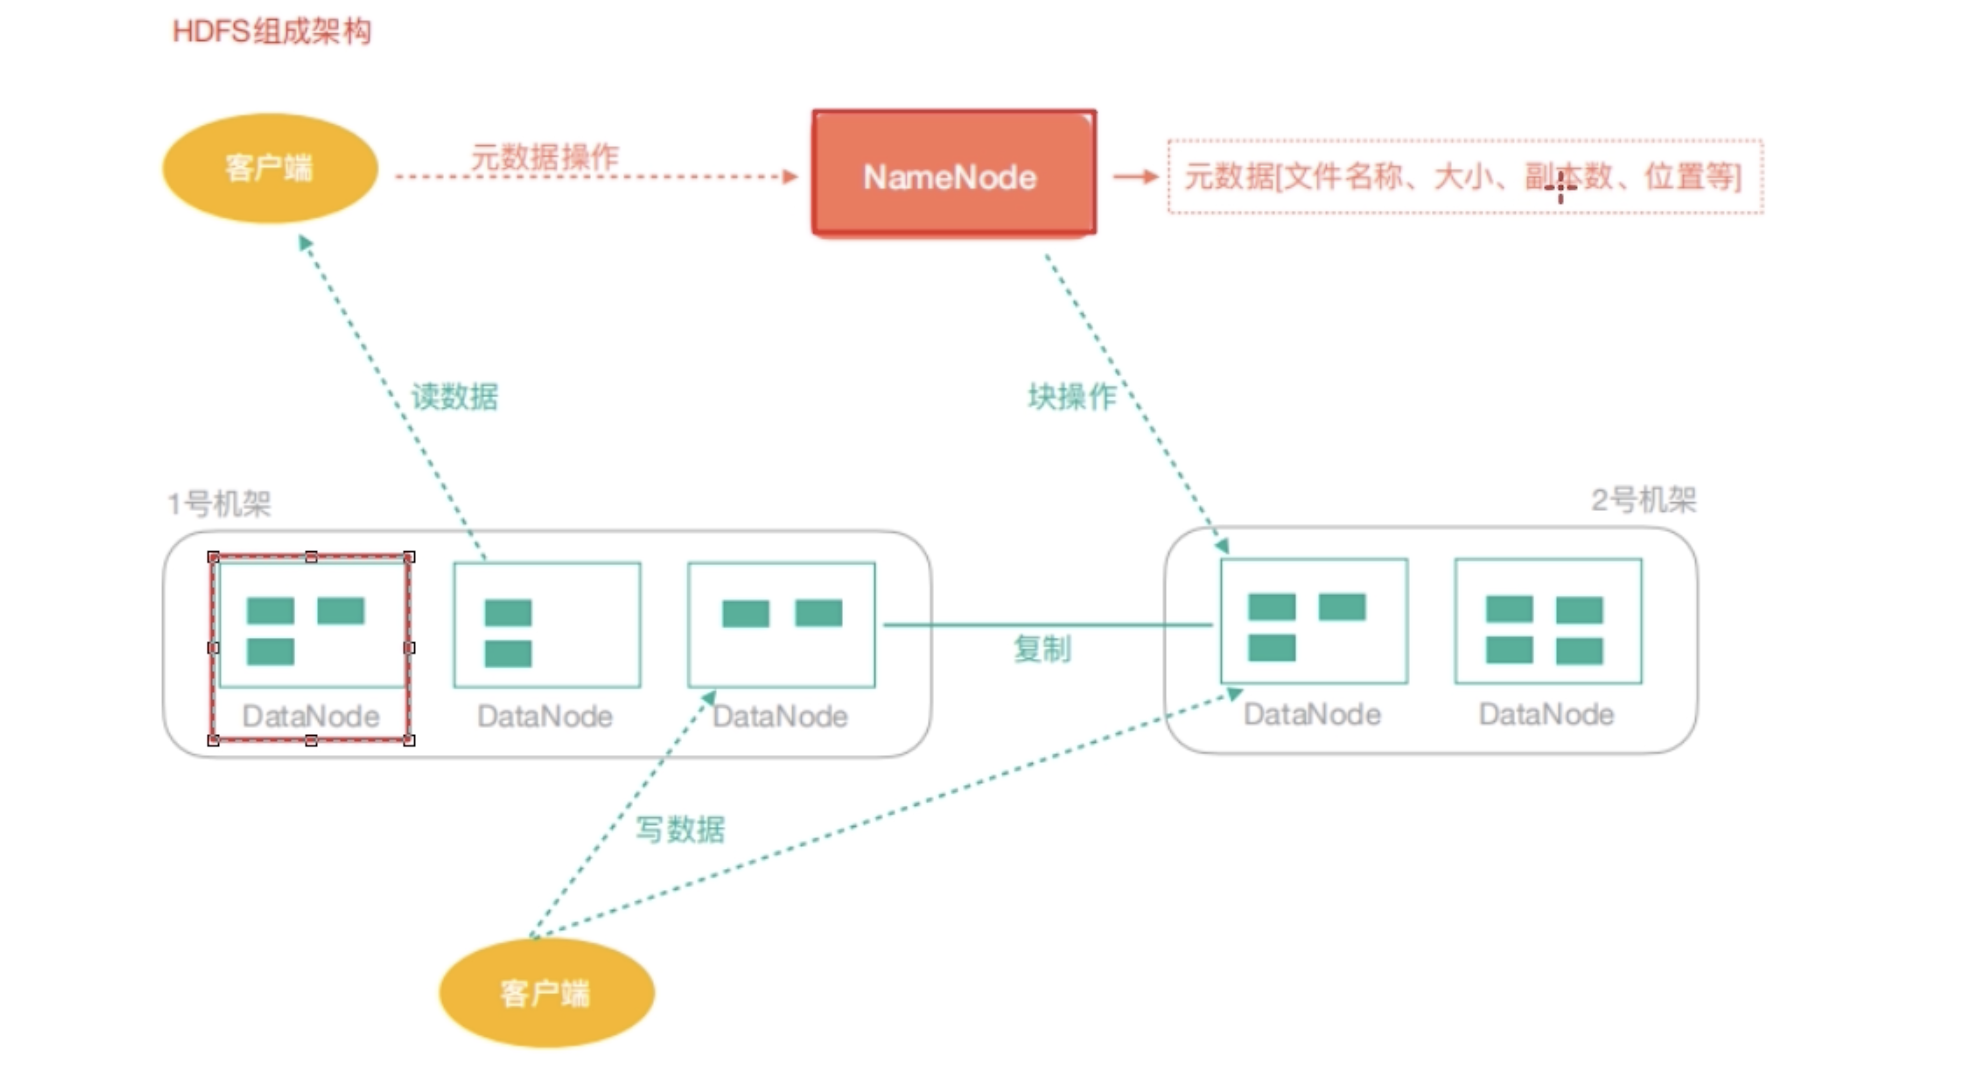 HDFS组成架构
客户端
元数据操作
NameNode
元数据[文件名称、大小、副本数、位置等]
读数据
块操作
1号机架
2号机架
复制
DataNode
DataNode
DataNode
DataNode
DataNode
写数据
客户端